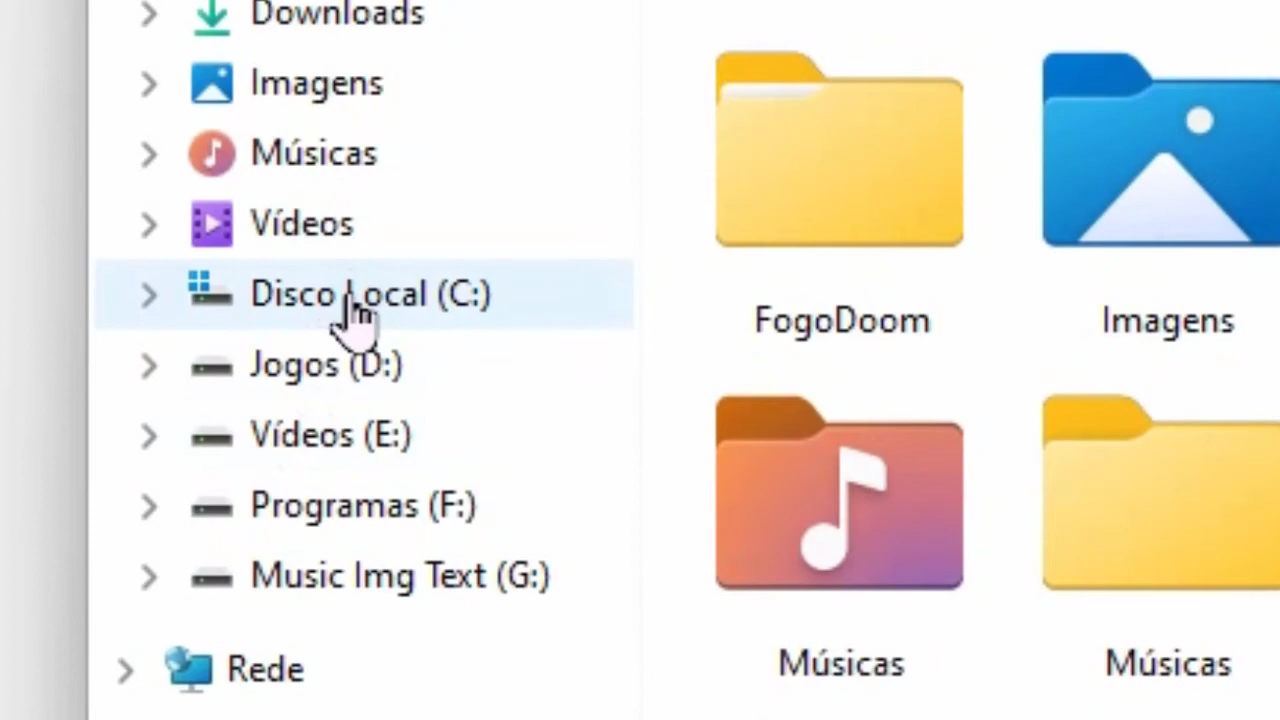 Downloads
Imagens
Músicas
Vídeos
Disco Local (C:)
Jogos (D:)
Vídeos (E:)
Programas (F:)
Music Img Text (G:)
Rede
FogoDoom
Imagens
Músicas
Músicas